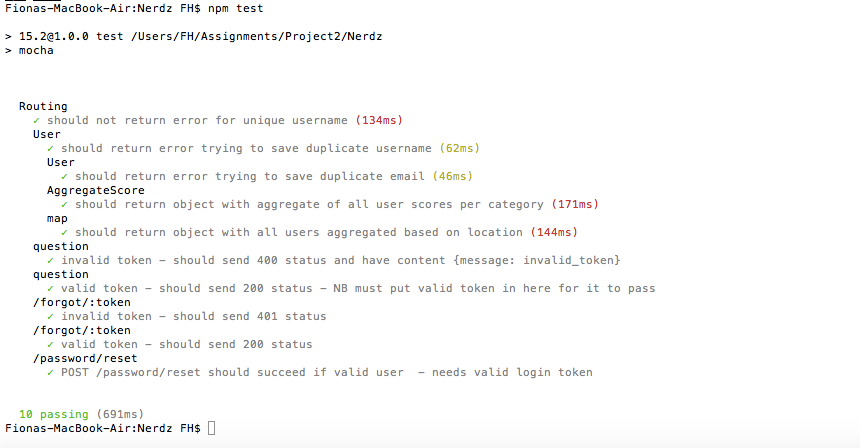 Fionas-MacBook-Air:Nerdz FH$ npm test
> 15.2@1.0.0 test /Users/FH/Assignments/Project2/Nerdz
> mocha
Routing
✓ should not return error for unique username (134ms)
User
✓ should return error trying to save duplicate username (62ms)
User
✓ should return error trying to save duplicate email (46ms)
AggregateScore
✓ should return object with aggregate of all user scores per category (171ms)
map
✓ should return object with all users aggregated based on location (144ms)
question
✓ invalid token – should send 400 status and have content {message: invalid_token}
question
✓ valid token – should send 200 status – NB must put valid token in here for it to pass
/forgot/:token
✓ invalid token – should send 401 status
/forgot/:token
✓ valid token – should send 200 status
/password/reset
✓ POST /password/reset should succeed if valid user – needs valid login token
10 passing (691ms)
Fionas-MacBook-Air:Nerdz FH$